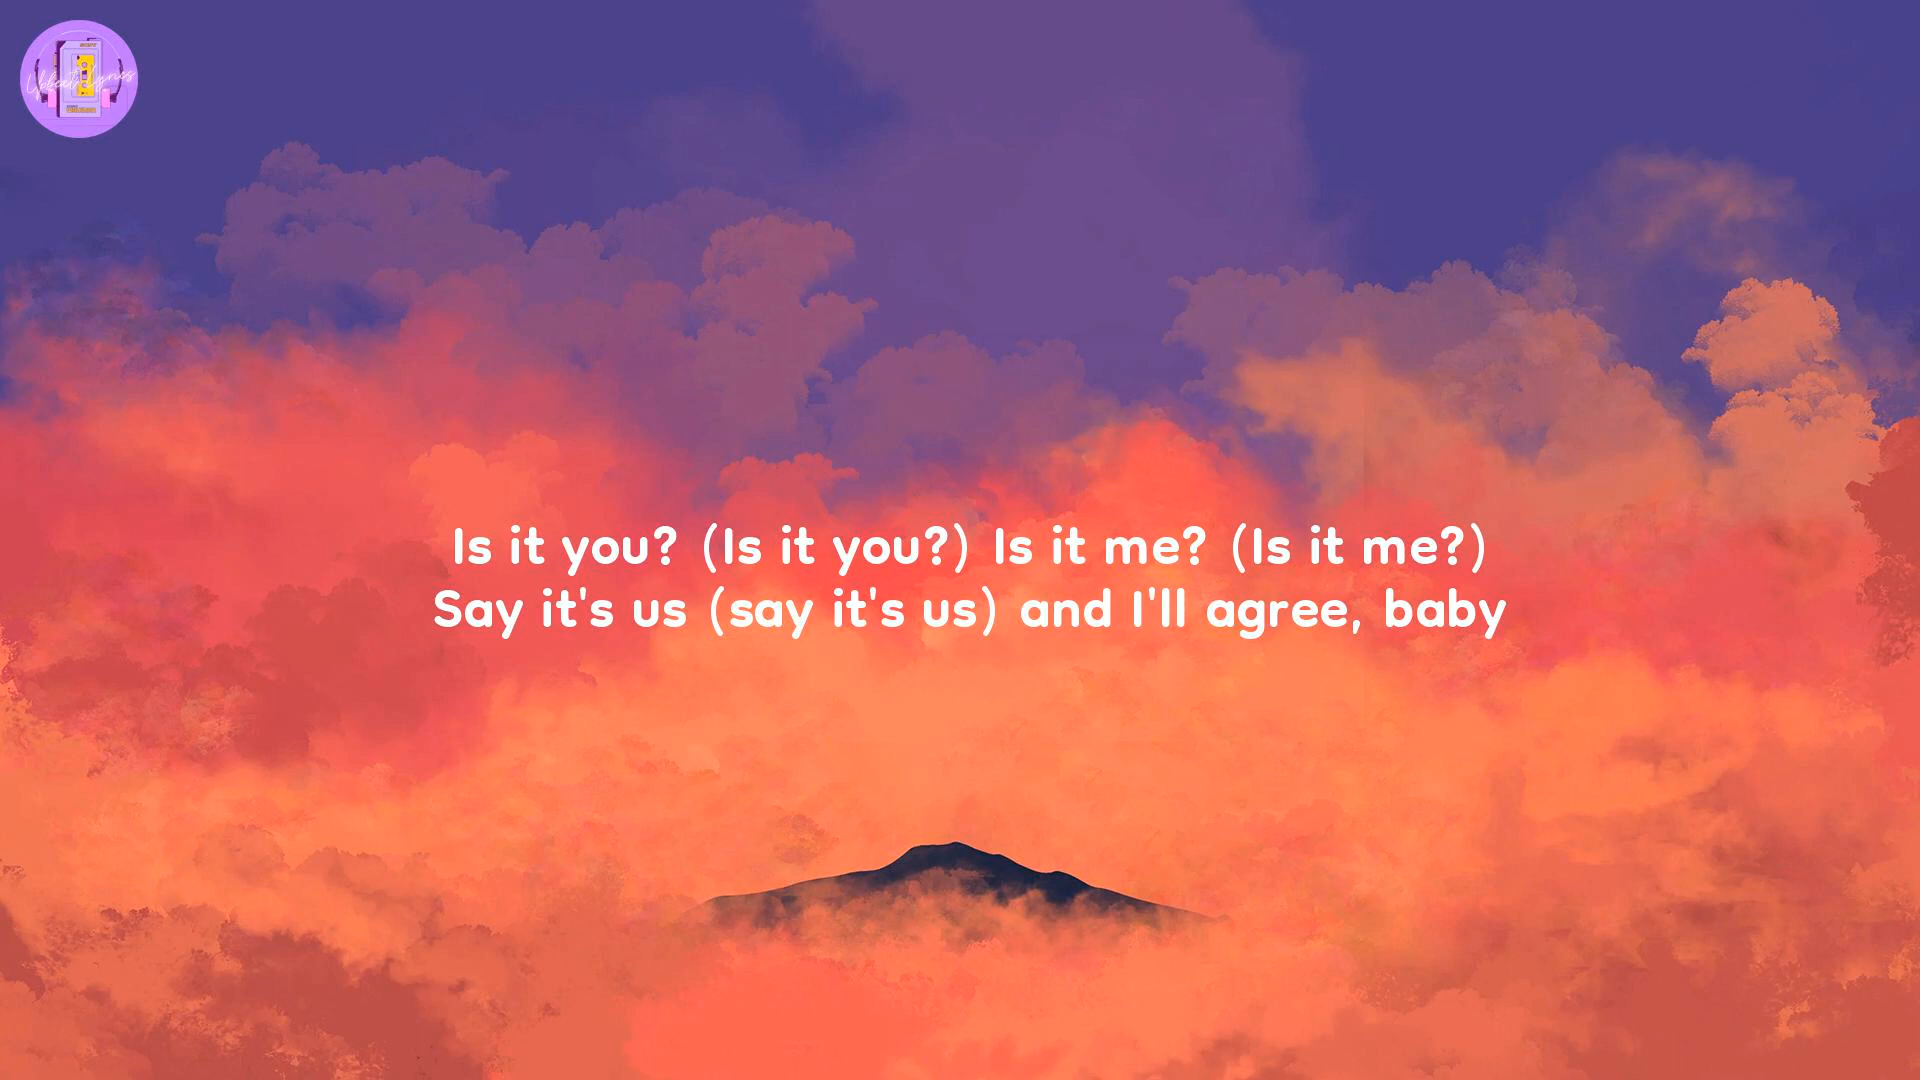 Is it you? (Is it you?) Is it me? (Is it me?)
Say it's us (say it's us) and I'll agree, baby